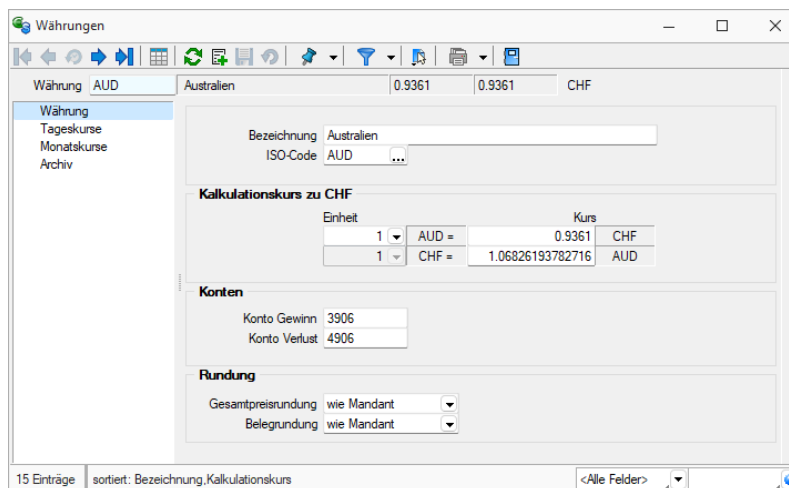 Währungen
Währung AUD Australien 0.9361 0.9361 CHF
Währung
Tageskurse
Monatskurse
Archiv
Bezeichnung Australien
ISO-Code AUD ...
Kalkulationskurs zu CHF
Einheit Kurs
1 AUD = 0.9361 CHF
1 CHF = 1.06826193782716 AUD
Konten
Konto Gewinn 3906
Konto Verlust 4906
Rundung
Gesamtpreisrundung wie Mandant
Belegrundung wie Mandant
15 Einträge sortiert: Bezeichnung,Kalkulationskurs <Alle Felder>